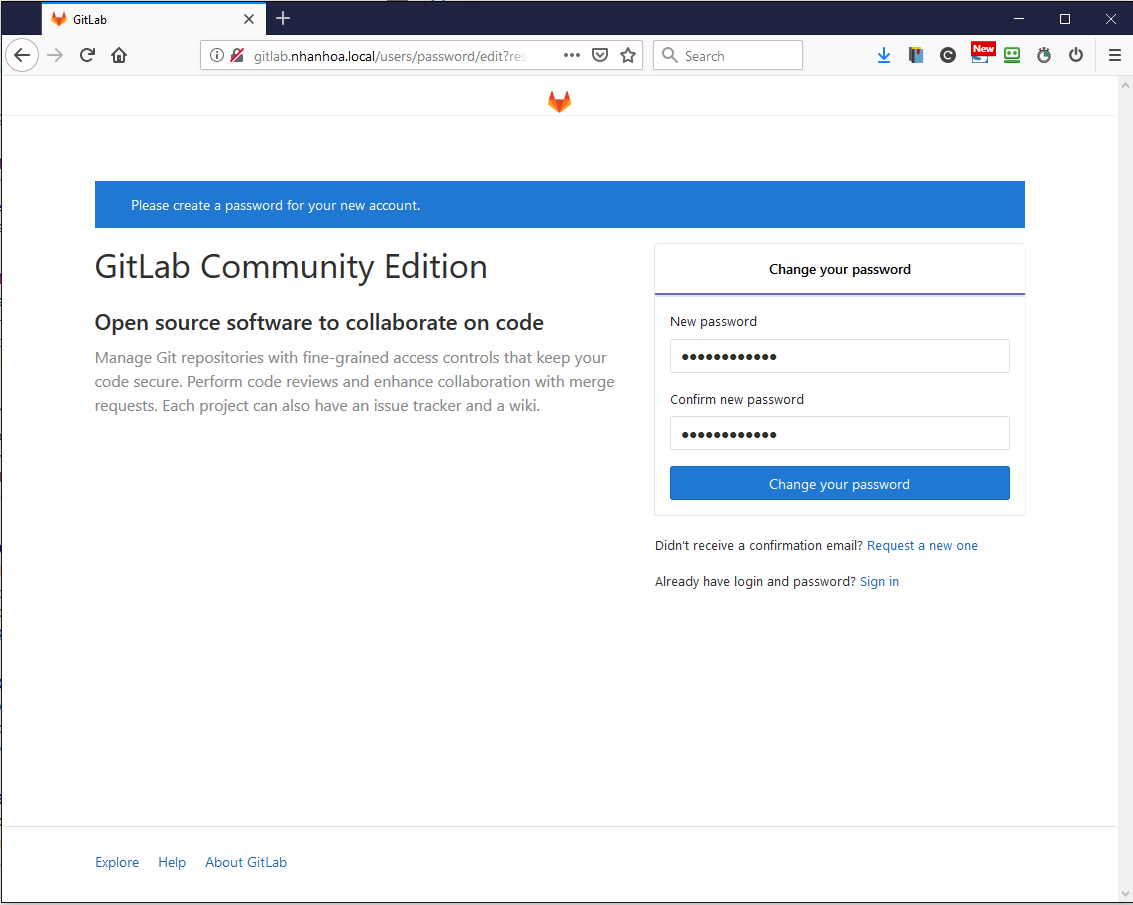 GitLab
gitlab.nhanhoa.local/users/password/edit?res
Search
New
Please create a password for your new account.
GitLab Community Edition
Open source software to collaborate on code
Manage Git repositories with fine-grained access controls that keep your
code secure. Perform code reviews and enhance collaboration with merge
requests. Each project can also have an issue tracker and a wiki.
Change your password
New password
••••••••••••
Confirm new password
••••••••••••
Change your password
Didn't receive a confirmation email? Request a new one
Already have login and password? Sign in
Explore Help About GitLab